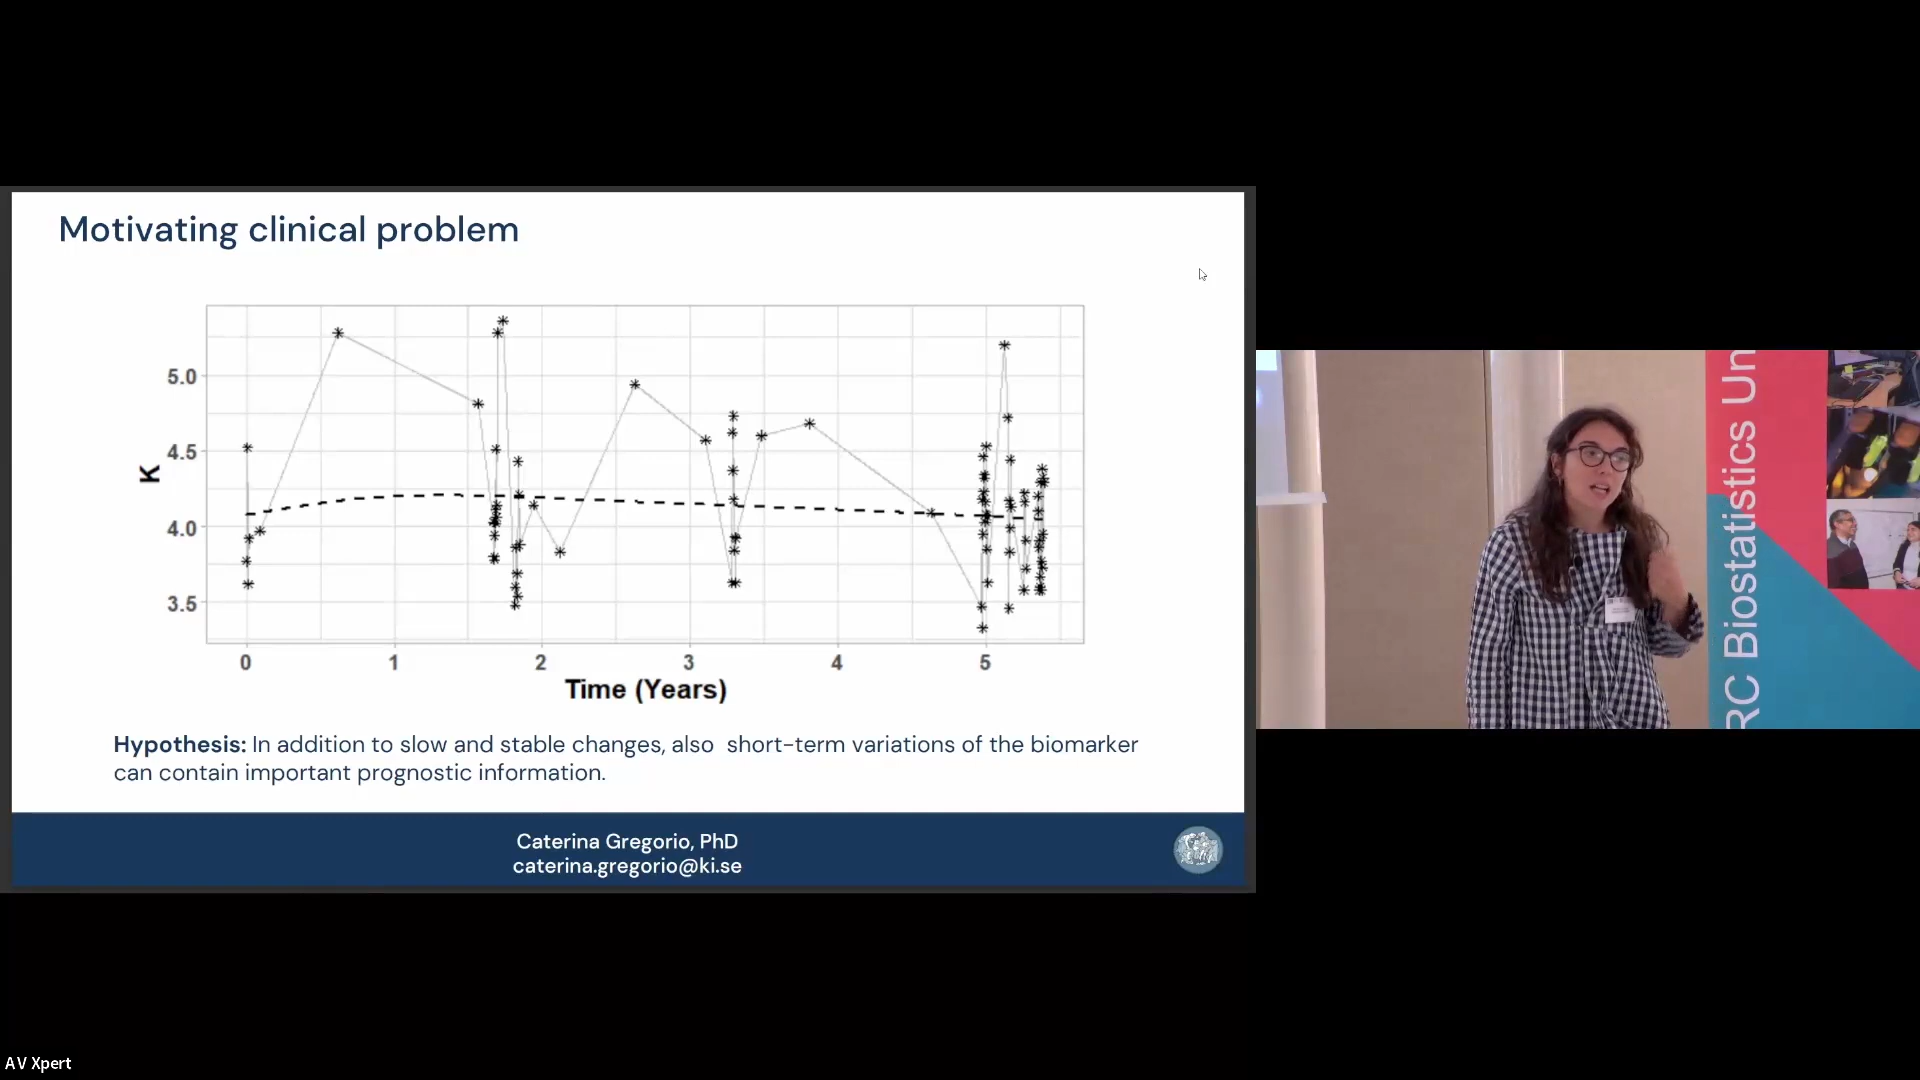 Motivating clinical problem
5.0
4.5
4.0
3.5
K
0 1 2 3 4 5
Time (Years)
Hypothesis: In addition to slow and stable changes, also short-term variations of the biomarker
can contain important prognostic information.
Caterina Gregorio, PhD
caterina.gregorio@ki.se
RC Biostatistics Un
AV Xpert